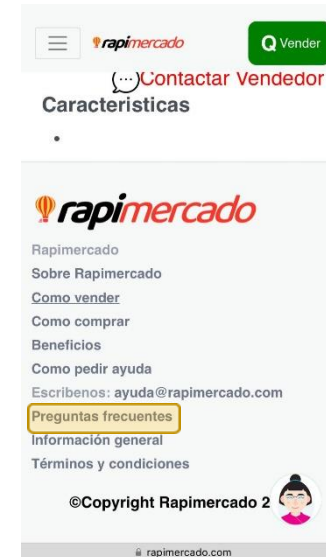 rapimercado
Q Vender
Contactar Vendedor
Caracteristicas
•
rapimercado
Rapimercado
Sobre Rapimercado
Como vender
Como comprar
Beneficios
Como pedir ayuda
Escribenos: ayuda@rapimercado.com
Preguntas frecuentes
Información general
Términos y condiciones
©Copyright Rapimercado 2
rapimercado.com